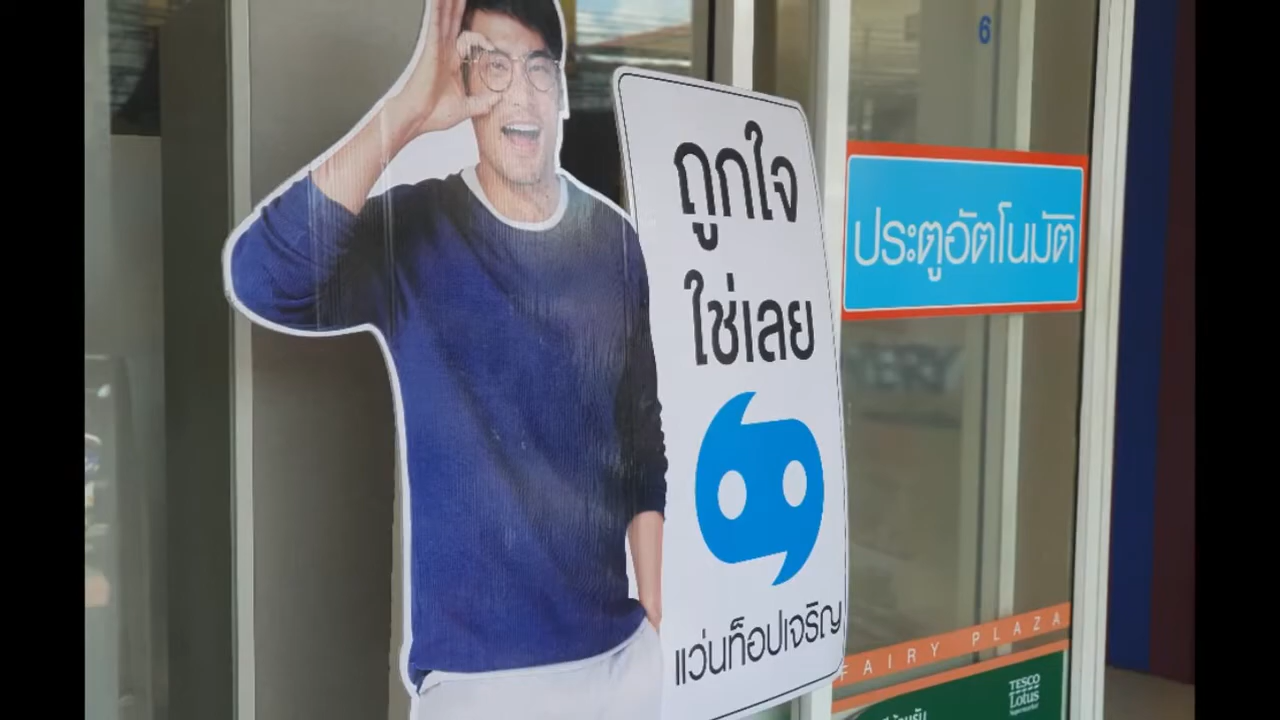 6
ถูกใจ
ใช่เลย
แว่นท็อปเจริญ
ประตูอัตโนมัติ
FAIRY PLAZA
TESCO
Lotus